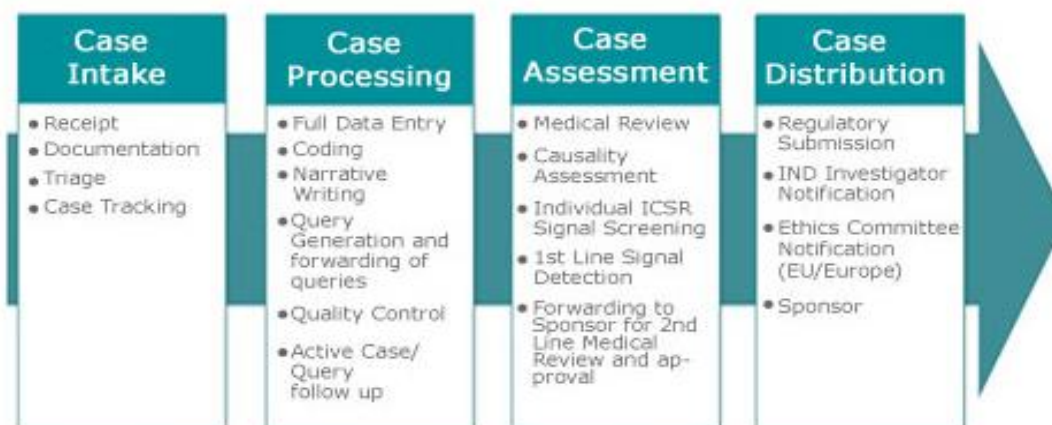 Case
Intake
• Receipt
• Documentation
• Triage
• Case Tracking
Case
Processing
• Full Data Entry
• Coding
• Narrative
Writing
• Query
Generation and
forwarding of
queries
• Quality Control
• Active Case/
Query
follow up
Case
Assessment
• Medical Review
• Causality
Assessment
• Individual ICSR
Signal Screening
• 1st Line Signal
Detection
• Forwarding to
Sponsor for 2nd
Line Medical
Review and ap-
proval
Case
Distribution
• Regulatory
Submission
• IND Investigator
Notification
• Ethics Committee
Notification
(EU/Europe)
• Sponsor